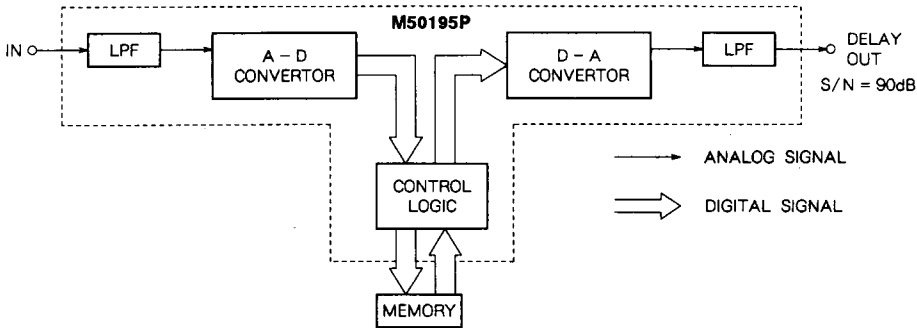 M50195P
IN
LPF
A – D
CONVERTOR
D – A
CONVERTOR
LPF
DELAY
OUT
S/N = 90dB
CONTROL
LOGIC
ANALOG SIGNAL
DIGITAL SIGNAL
MEMORY